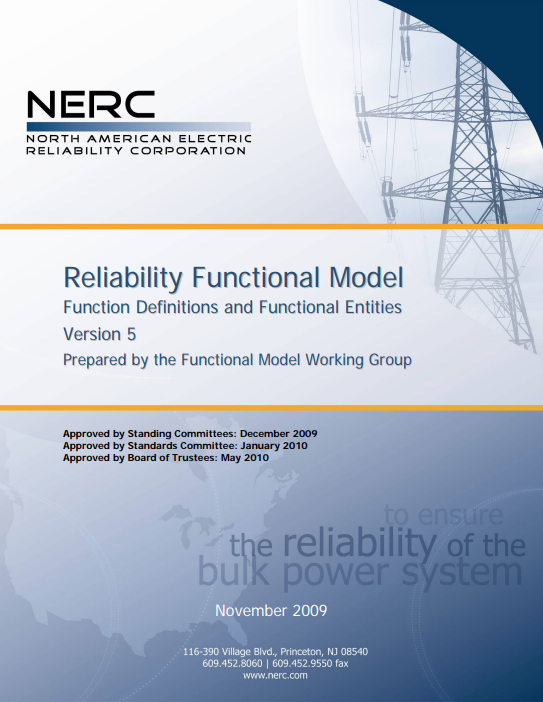 NERC
NORTH AMERICAN ELECTRIC
RELIABILITY CORPORATION
Reliability Functional Model
Function Definitions and Functional Entities
Version 5
Prepared by the Functional Model Working Group
Approved by Standing Committees: December 2009
Approved by Standards Committee: January 2010
Approved by Board of Trustees: May 2010
to ensure
the reliability of the
bulk power system
November 2009
116-390 Village Blvd., Princeton, NJ 08540
609.452.8060 | 609.452.9550 fax
www.nerc.com